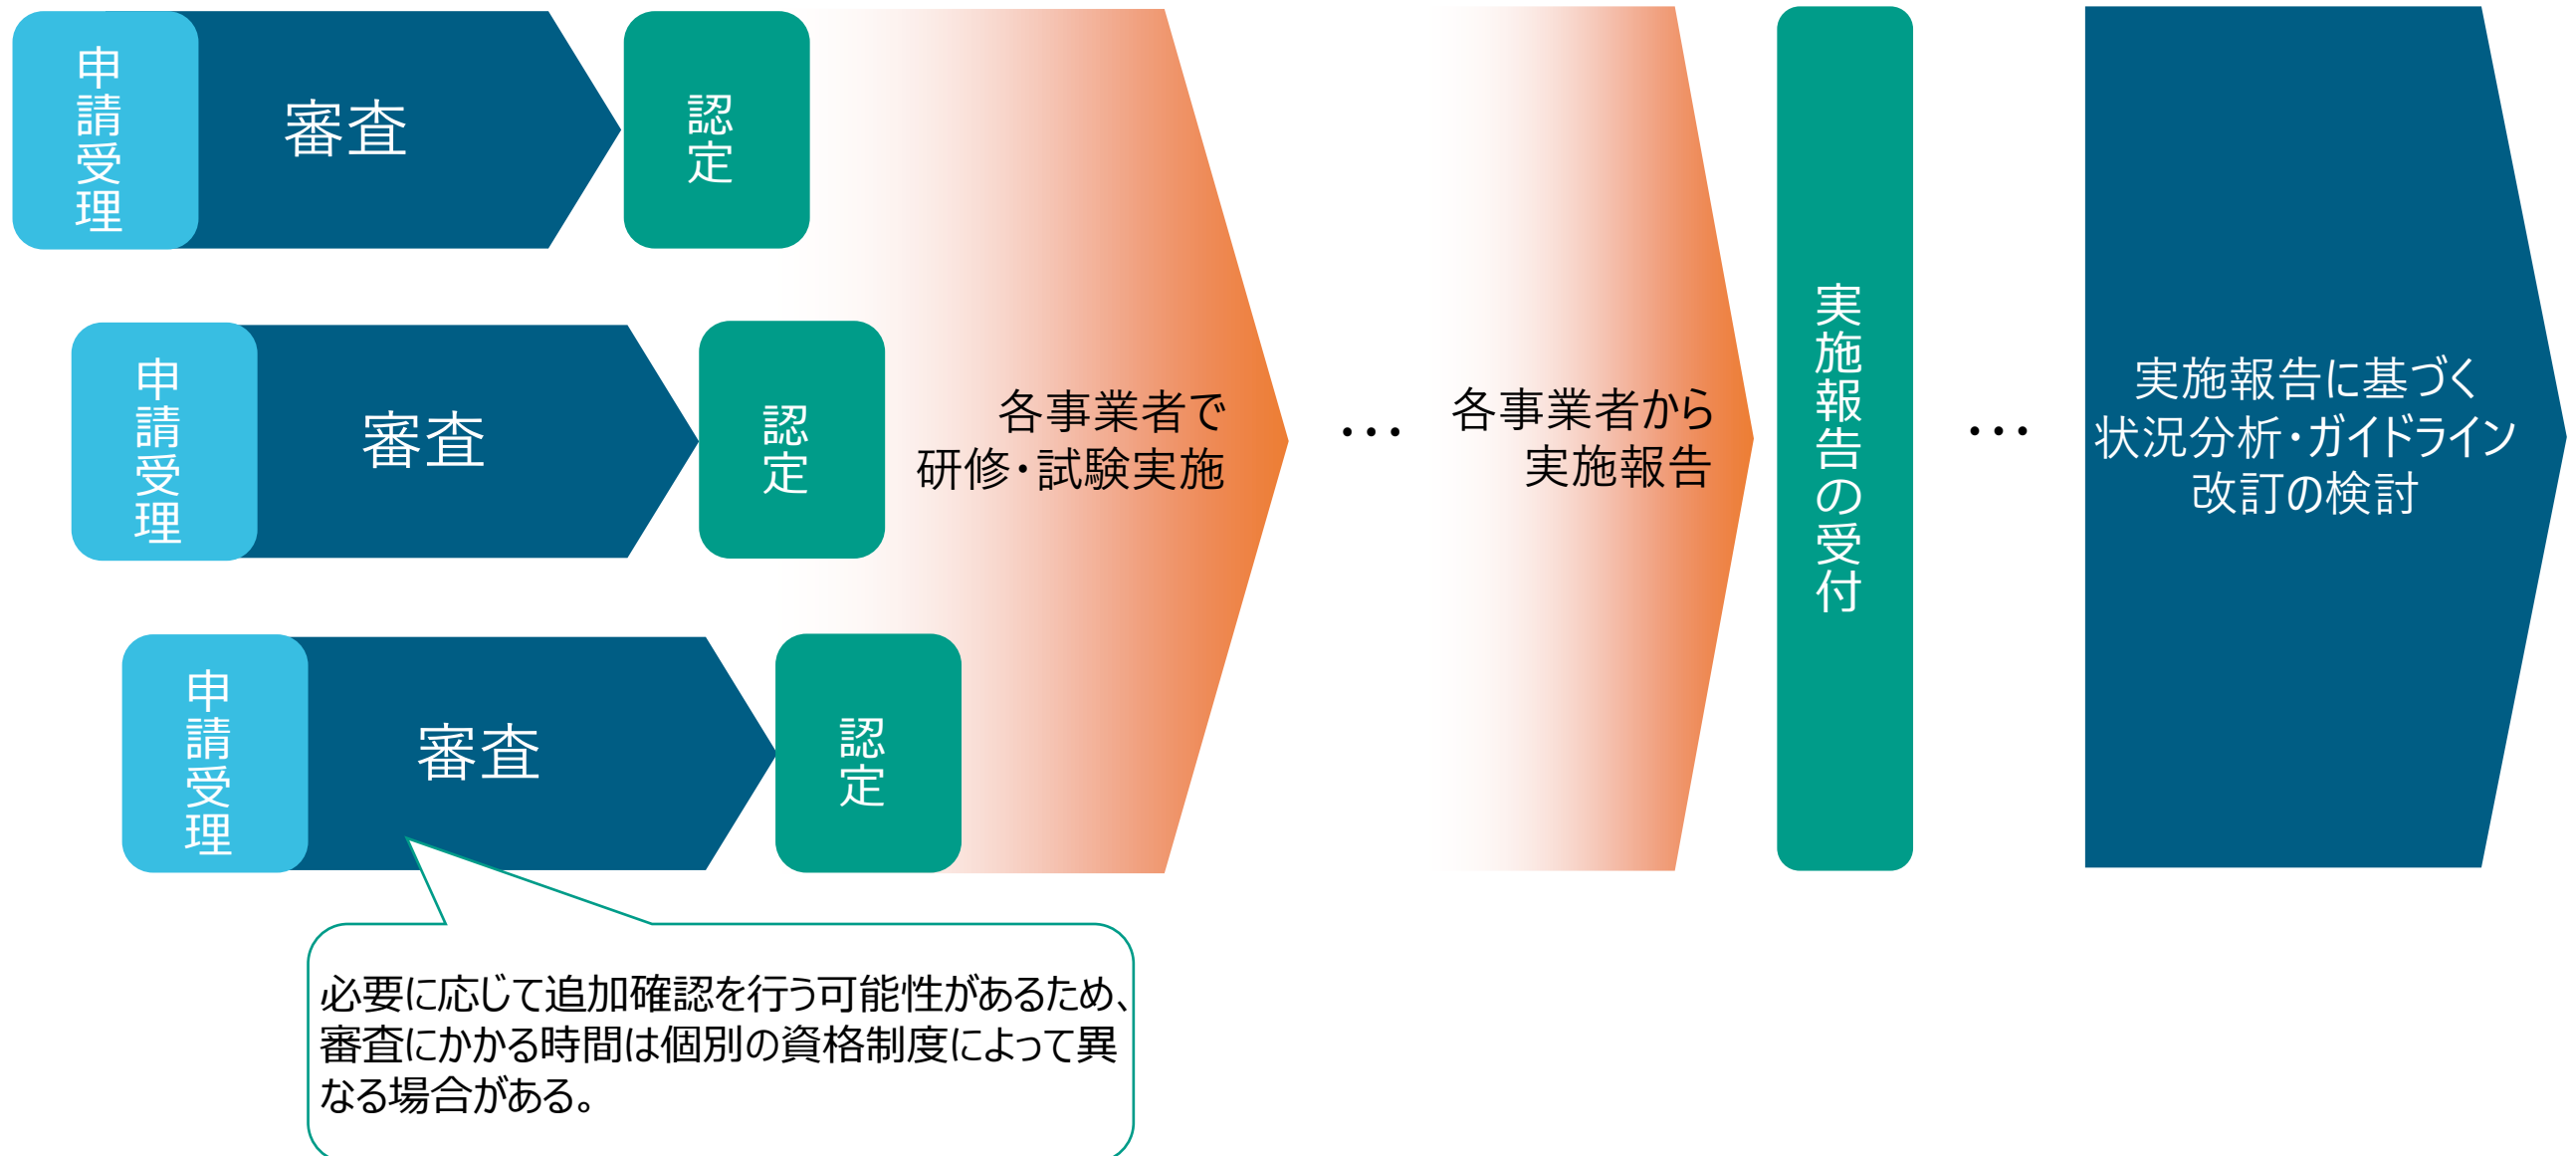 申請受理
審査
認定
申請受理
審査
認定
申請受理
審査
認定
各事業者で
研修・試験実施
…
各事業者から
実施報告
実施報告の受付
…
実施報告に基づく
状況分析・ガイドライン
改訂の検討
必要に応じて追加確認を行う可能性があるため、
審査にかかる時間は個別の資格制度によって異
なる場合がある。